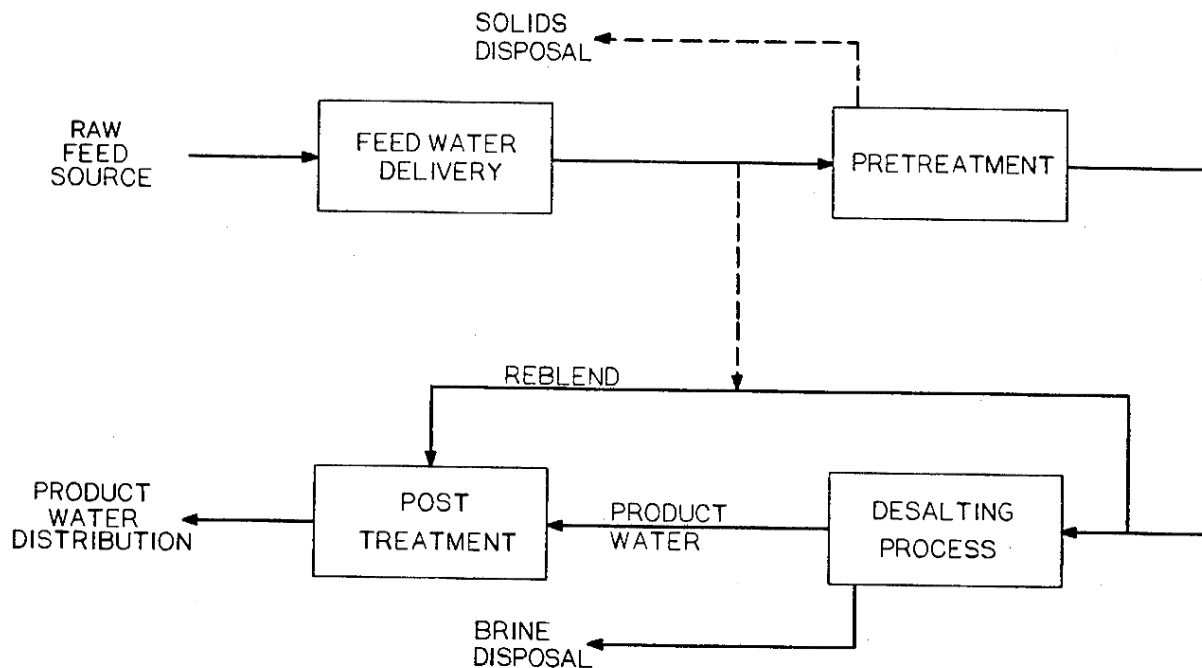 SOLIDS
DISPOSAL
RAW
FEED
SOURCE
FEED WATER
DELIVERY
PRETREATMENT
REBLEND
PRODUCT
WATER
DISTRIBUTION
POST
TREATMENT
PRODUCT
WATER
DESALTING
PROCESS
BRINE
DISPOSAL